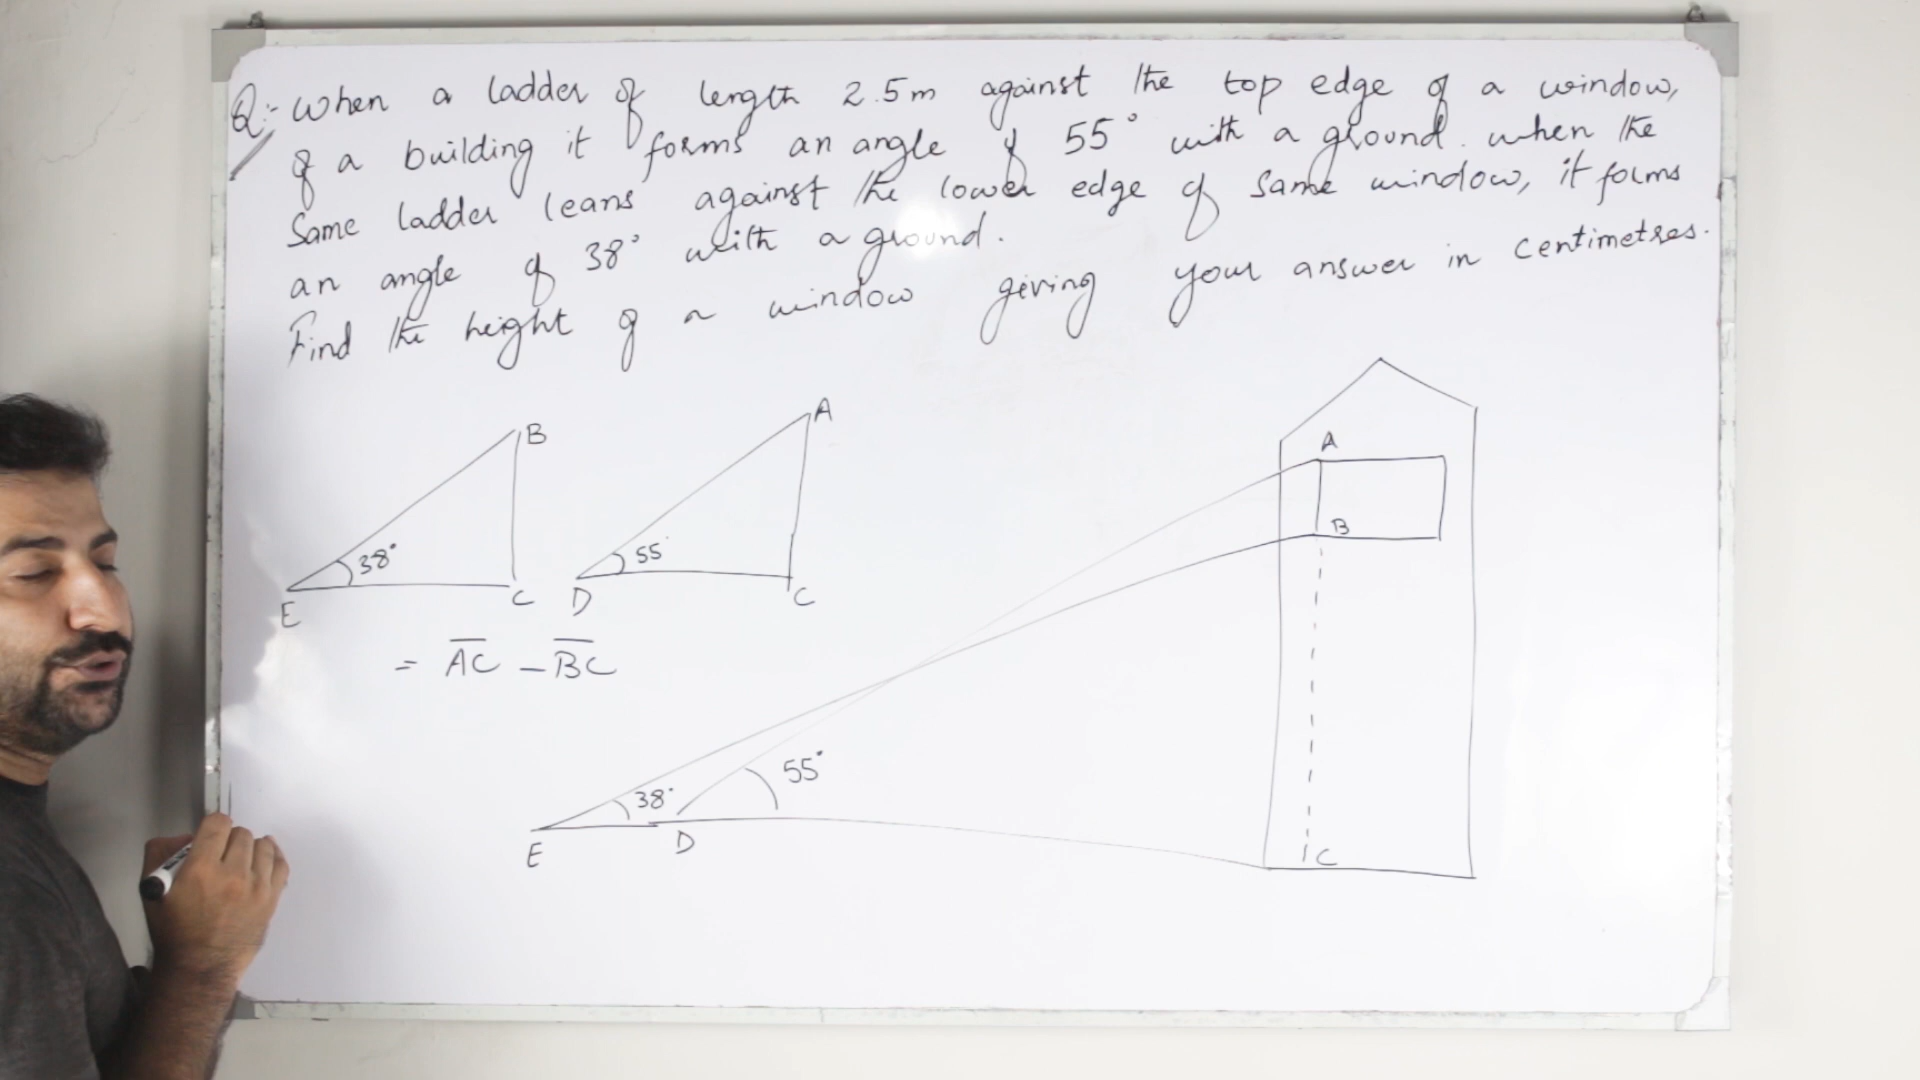 Q:- when a ladder of length 2.5m against the top edge of a window,
of a building it forms an angle of 55° with a ground. when the
Same ladder leans against the lower edge of same window, it forms
an angle of 38° with a ground.
Find the height of a window giving your answer in centimetres.
B
38°
E
C
A
55
D
C
= AC - BC
A
B
C
38°
55°
E
D